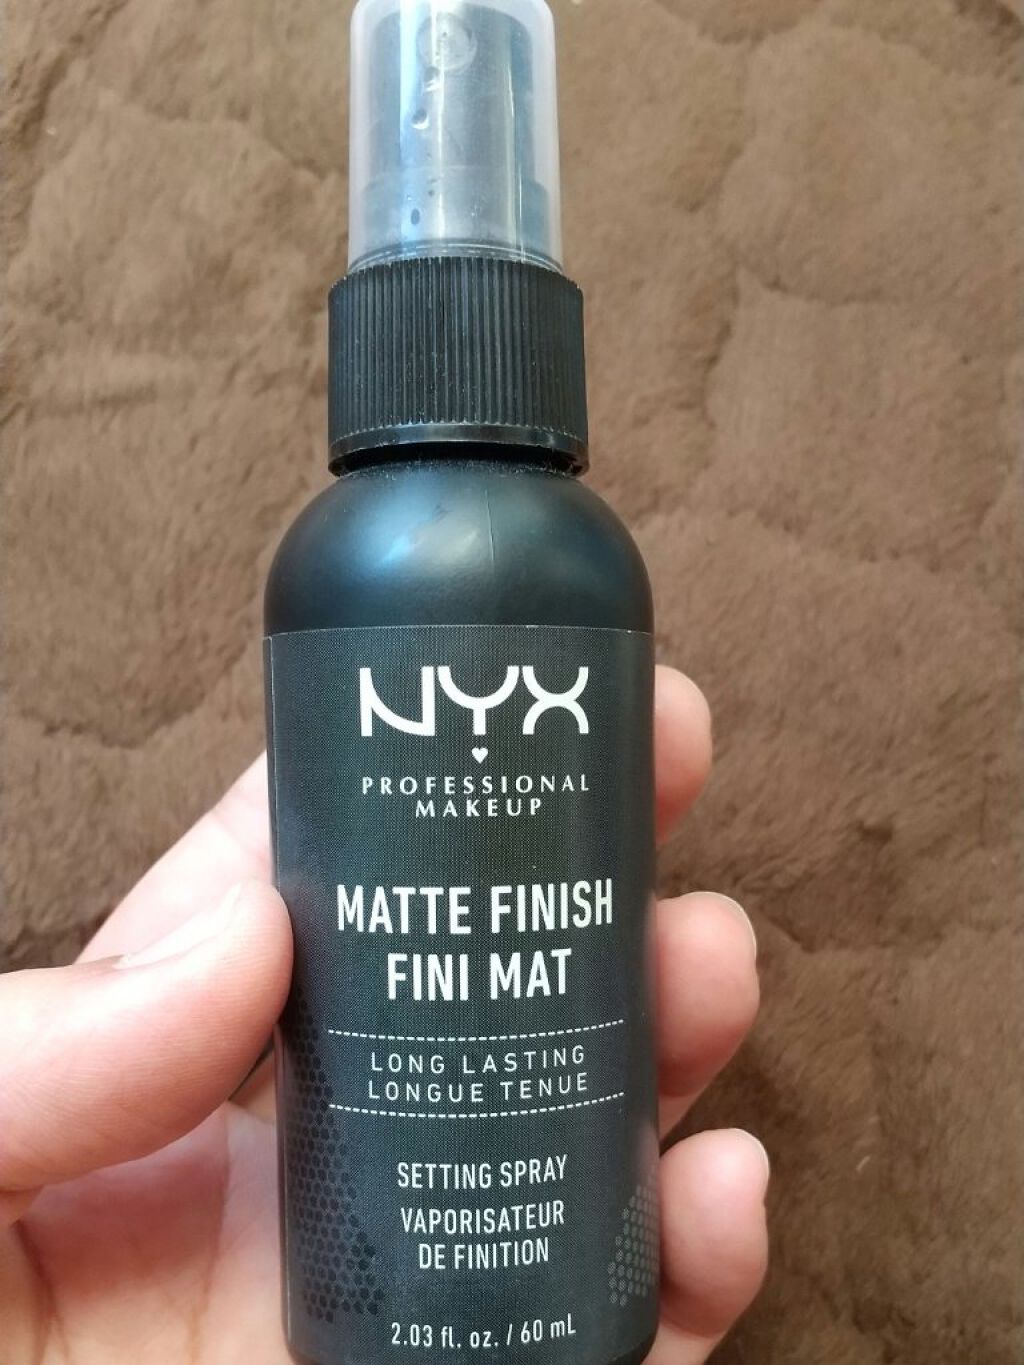 NYX
PROFESSIONAL
MAKEUP
MATTE FINISH
FINI MAT
LONG LASTING
LONGUE TENUE
SETTING SPRAY
VAPORISATEUR
DE FINITION
2.03 fl. oz. / 60 mL